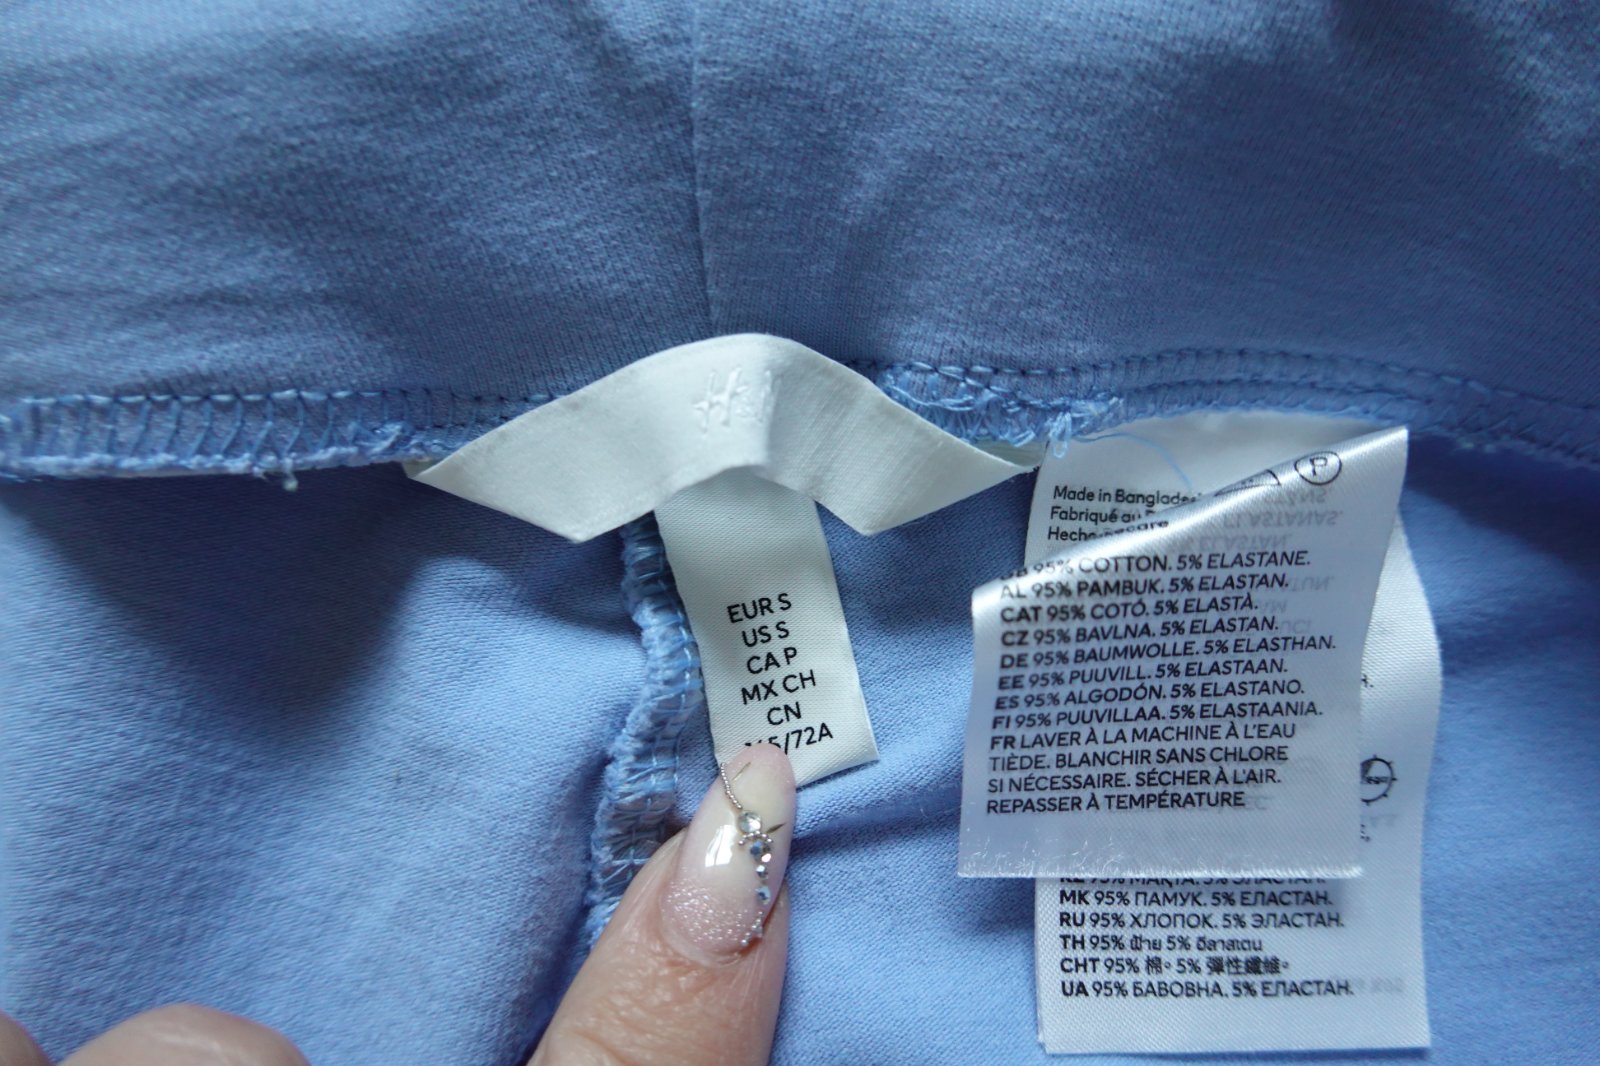 H&M
EUR S
US S
CA P
MX CH
CN
/72A
Made in
Fabriqué au
P
95% COTTON. 5% ELASTANE.
AL 95% PAMBUK. 5% ELASTAN.
CAT 95% COTÓ. 5% ELASTÀ.
CZ 95% BAVLNA. 5% ELASTAN.
DE 95% BAUMWOLLE. 5% ELASTHAN.
EE 95% PUUVILL. 5% ELASTAAN.
ES 95% ALGODÓN. 5% ELASTANO.
FI 95% PUUVILLAA. 5% ELASTAANIA.
FR LAVER À LA MACHINE À L'EAU
TIÈDE. BLANCHIR SANS CHLORE
SI NÉCESSAIRE. SÉCHER À L'AIR.
REPASSER À TEMPÉRATURE
MK 95% ПАМУК. 5% ЕЛАСТАН.
RU 95% ХЛОПОК. 5% ЭЛАСТАН.
TH 95% ฝ้าย 5% อีลาสเตน
CHT 95% 棉。5% 彈性纖維。
UA 95% БАВОВНА. 5% ЕЛАСТАН.